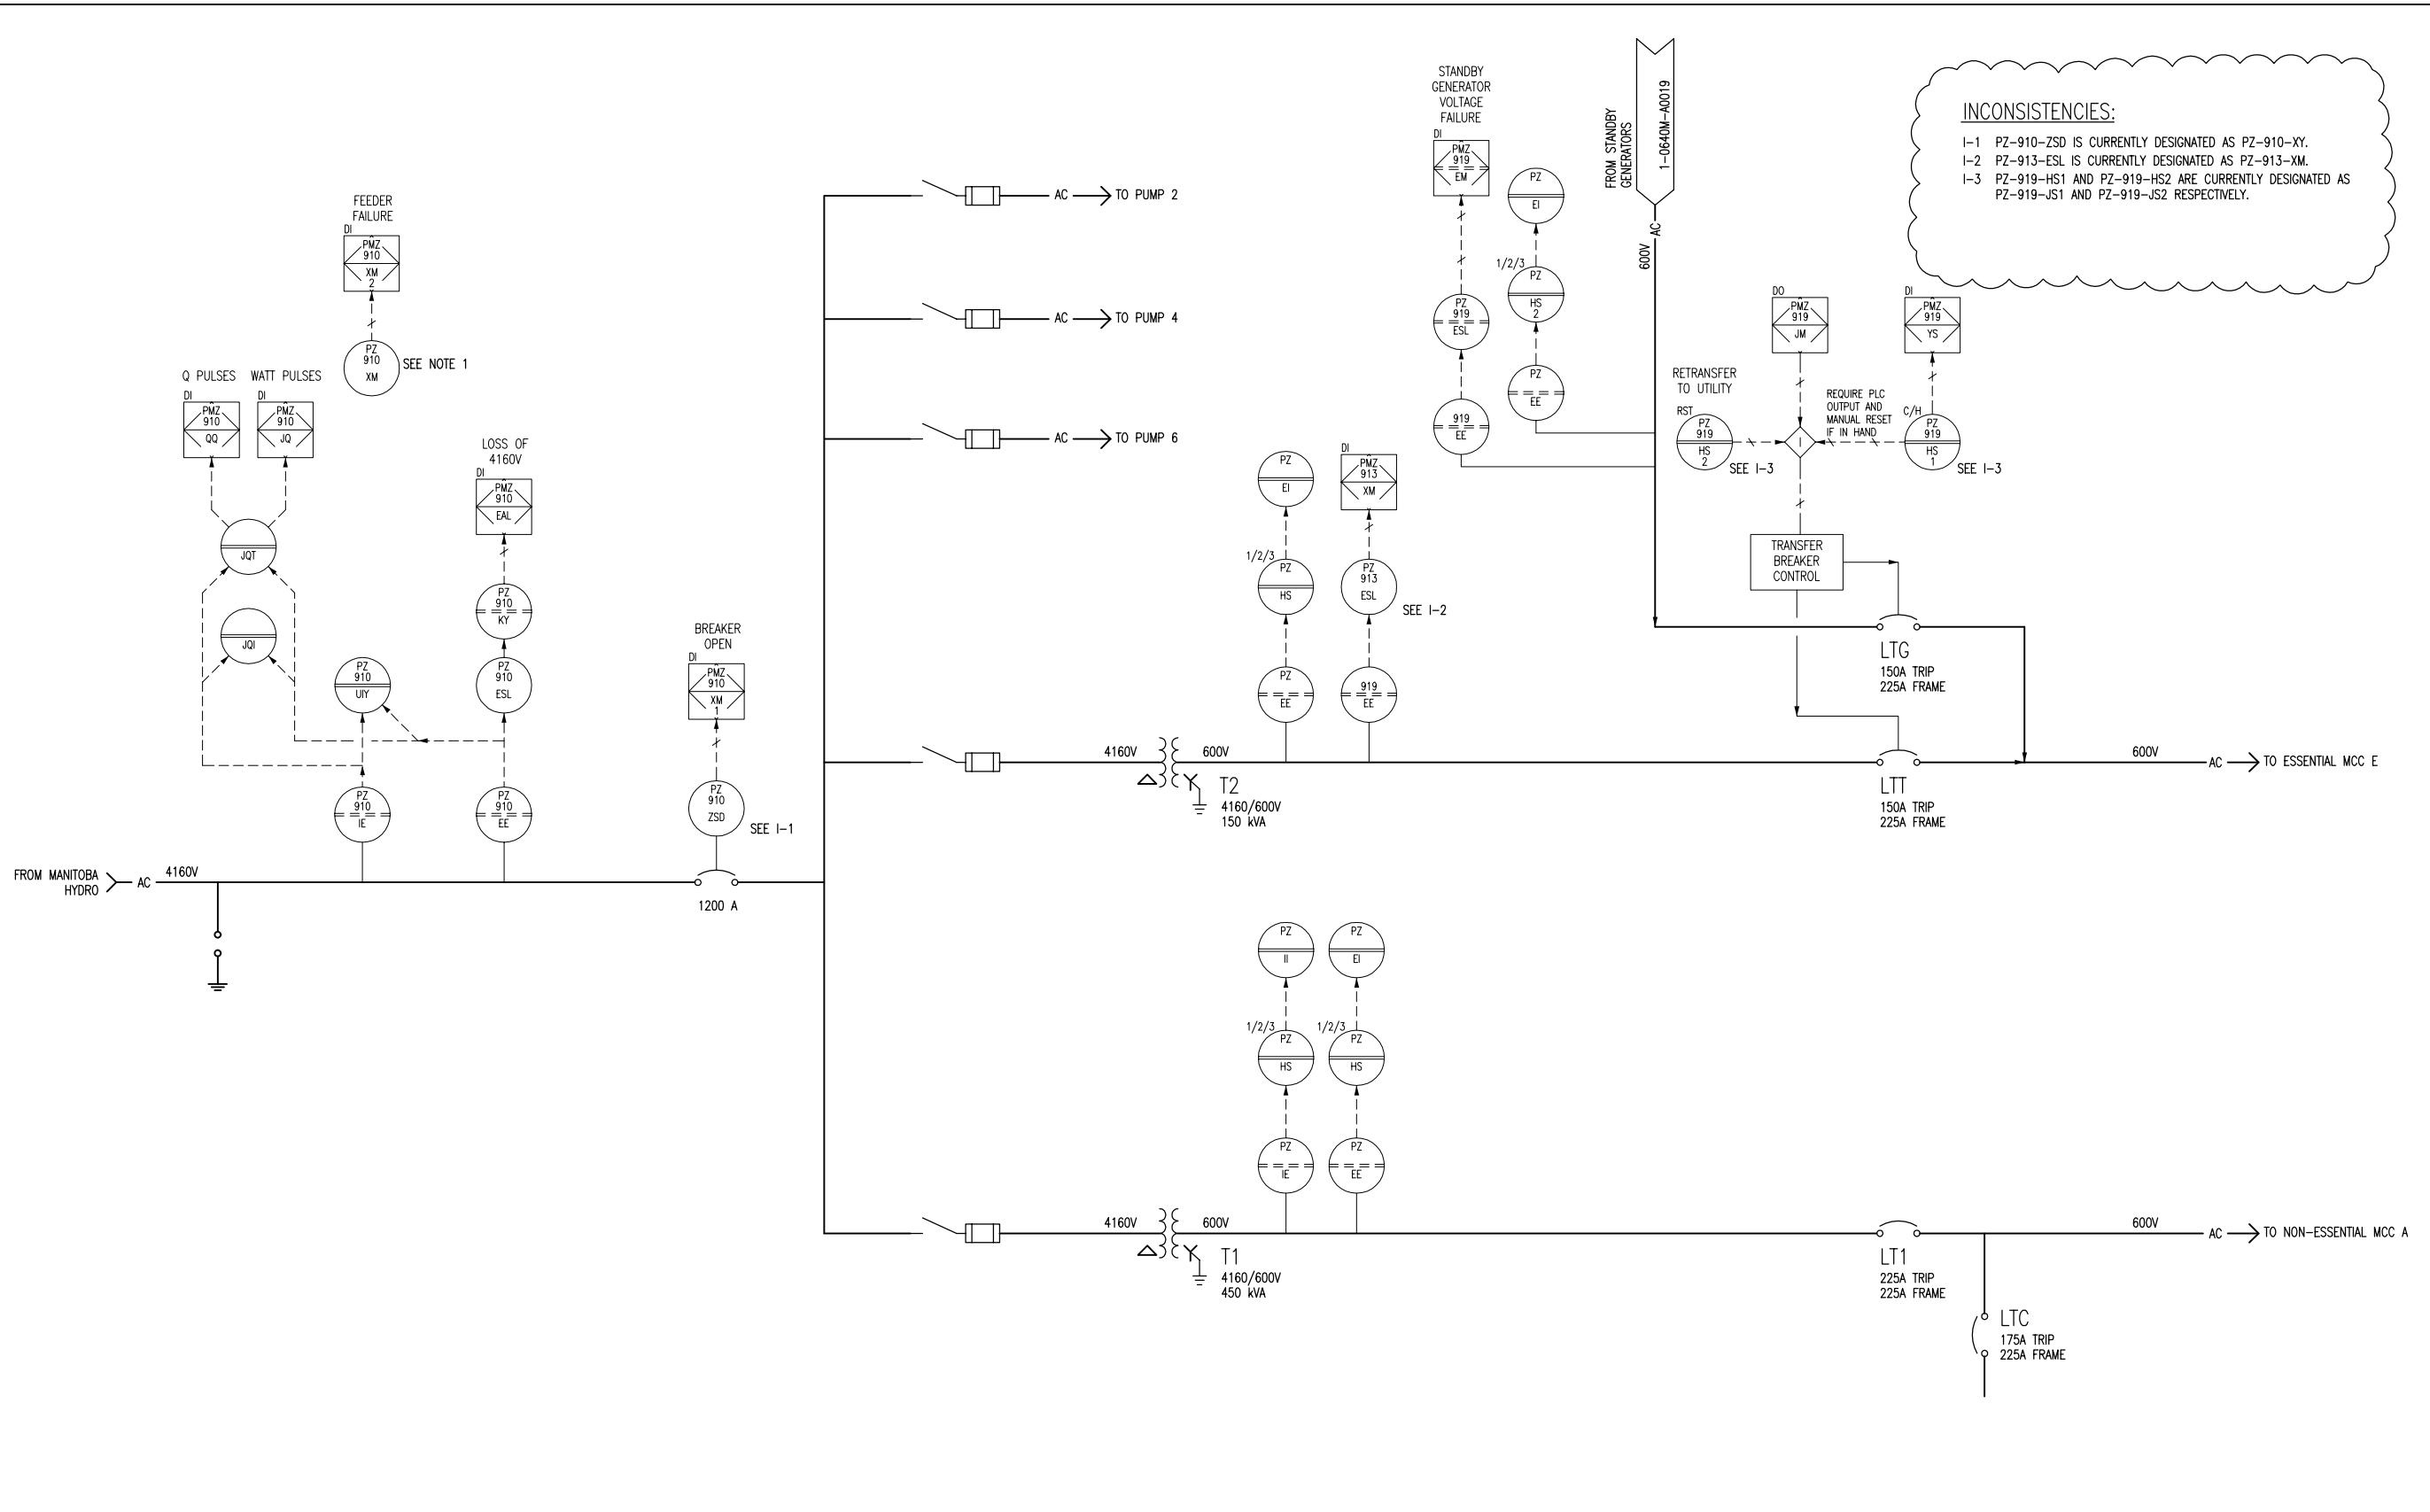 INCONSISTENCIES:
I-1 PZ-910-ZSD IS CURRENTLY DESIGNATED AS PZ-910-XY.
I-2 PZ-913-ESL IS CURRENTLY DESIGNATED AS PZ-913-XM.
I-3 PZ-919-HS1 AND PZ-919-HS2 ARE CURRENTLY DESIGNATED AS
PZ-919-JS1 AND PZ-919-JS2 RESPECTIVELY.
FEEDER
FAILURE
DI
PMZ
910
XM
2
PZ
910
XM
SEE NOTE 1
Q PULSES
DI
PMZ
910
QQ
WATT PULSES
DI
PMZ
910
JQ
JQT
JQI
LOSS OF
4160V
DI
PMZ
910
EAL
PZ
910
KY
PZ
910
ESL
PZ
910
UIY
PZ
910
IE
PZ
910
EE
BREAKER
OPEN
DI
PMZ
910
XM
1
PZ
910
ZSD
SEE I-1
FROM MANITOBA
HYDRO
AC
4160V
1200 A
AC
TO PUMP 2
AC
TO PUMP 4
AC
TO PUMP 6
STANDBY
GENERATOR
VOLTAGE
FAILURE
DI
PMZ
919
EM
PZ
919
ESL
919
EE
PZ
EI
1/2/3
PZ
HS
2
PZ
EE
FROM STANDBY
GENERATORS
1-0640M-A0019
AC
600V
DO
PMZ
919
JM
DI
PMZ
919
YS
RETRANSFER
TO UTILITY
RST
PZ
919
HS
2
SEE I-3
REQUIRE PLC
OUTPUT AND
MANUAL RESET
IF IN HAND
C/H
PZ
919
HS
1
SEE I-3
TRANSFER
BREAKER
CONTROL
LTG
150A TRIP
225A FRAME
PZ
EI
1/2/3
PZ
HS
PZ
EE
DI
PMZ
913
XM
PZ
913
ESL
SEE I-2
919
EE
4160V
600V
T2
4160/600V
150 kVA
LTT
150A TRIP
225A FRAME
600V
AC
TO ESSENTIAL MCC E
PZ
II
1/2/3
PZ
HS
PZ
IE
PZ
EI
1/2/3
PZ
HS
PZ
EE
4160V
600V
T1
4160/600V
450 kVA
LT1
225A TRIP
225A FRAME
600V
AC
TO NON-ESSENTIAL MCC A
LTC
175A TRIP
225A FRAME